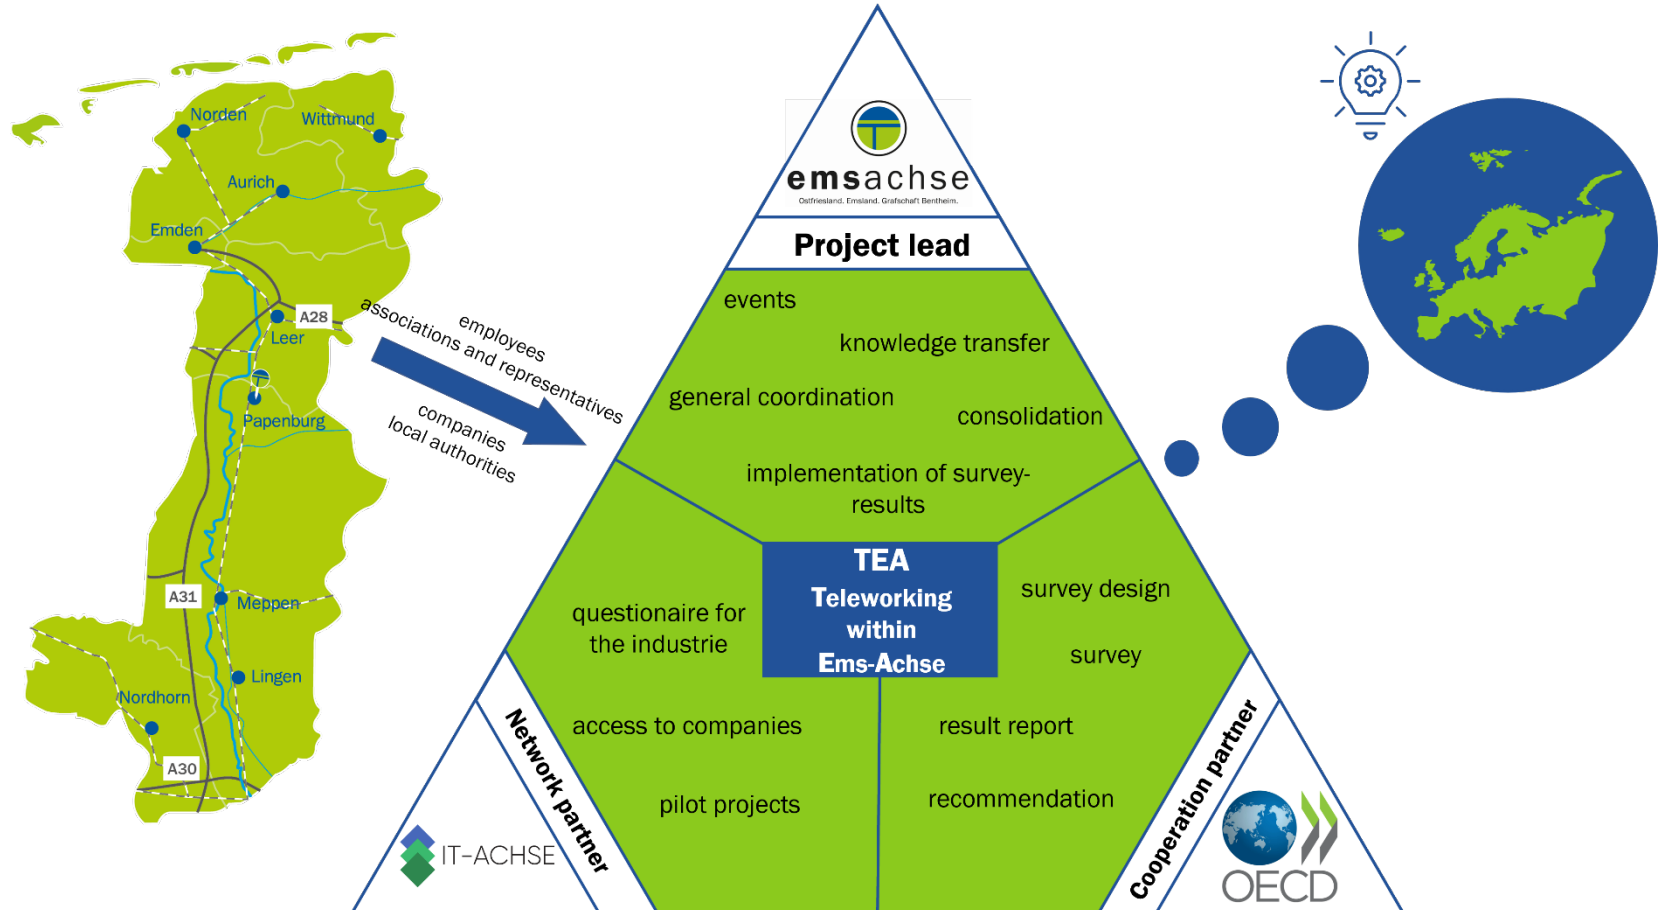 Norden
Wittmund
Aurich
Emden
A28
Leer
Papenburg
A31
Meppen
Lingen
Nordhorn
A30
employees
associations and representatives
companies
local authorities
emsachse
Ostfriesland. Emsland. Grafschaft Bentheim.
Project lead
events
knowledge transfer
general coordination
consolidation
implementation of survey-
results
TEA
Teleworking
within
Ems-Achse
questionaire for
the industrie
access to companies
pilot projects
survey design
survey
result report
recommendation
Network partner
IT-ACHSE
Cooperation partner
OECD